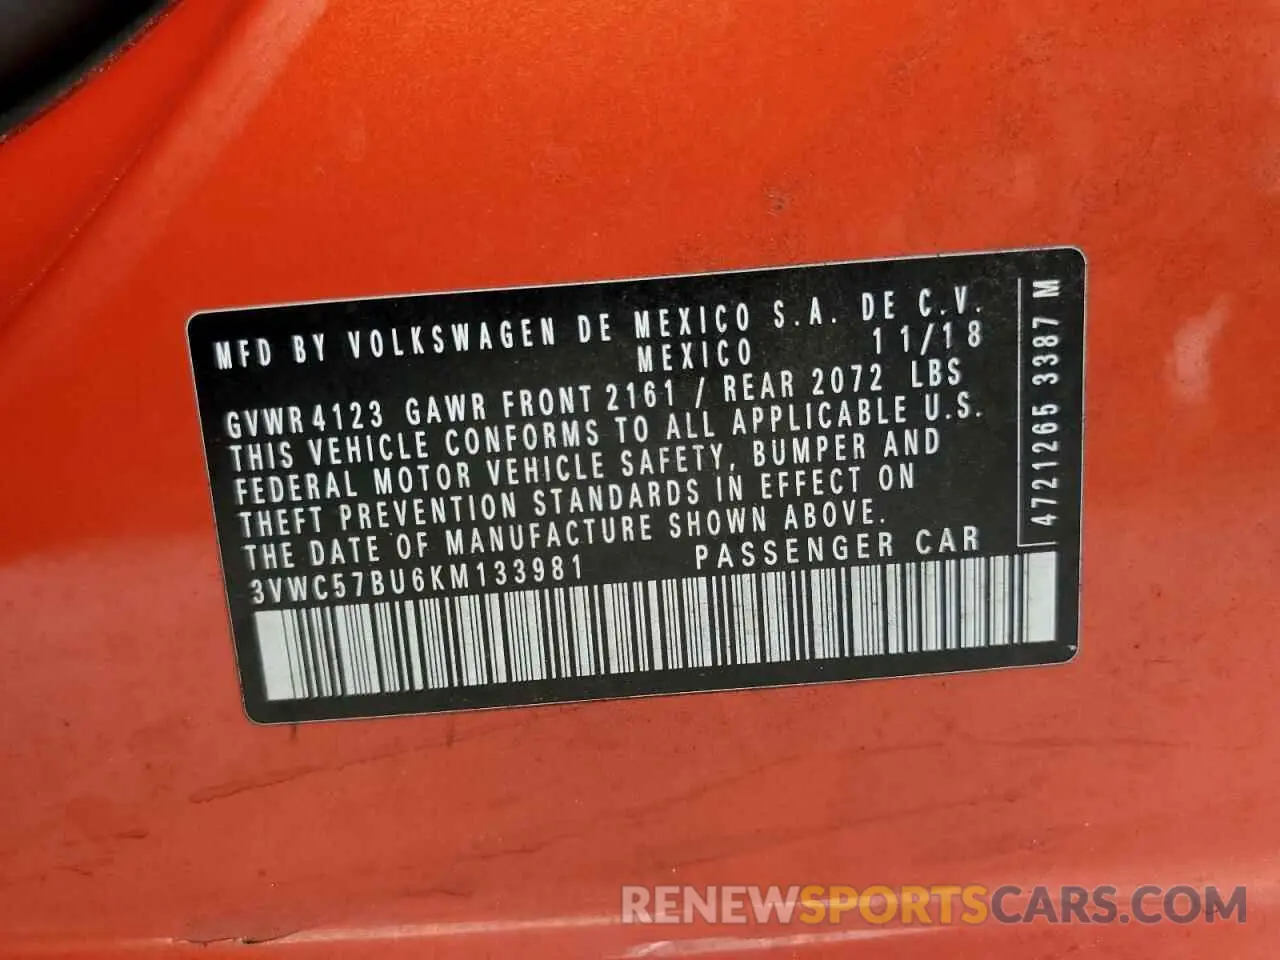 MFD BY VOLKSWAGEN DE MEXICO S.A. DE C.V.
MEXICO 11/18
GVWR 4123 GAWR FRONT 2161 / REAR 2072 LBS
THIS VEHICLE CONFORMS TO ALL APPLICABLE U.S.
FEDERAL MOTOR VEHICLE SAFETY, BUMPER AND
THEFT PREVENTION STANDARDS IN EFFECT ON
THE DATE OF MANUFACTURE SHOWN ABOVE.
3VWC57BU6KM133981 PASSENGER CAR
4721265 3387 M
RENEWSPORTSCARS.COM